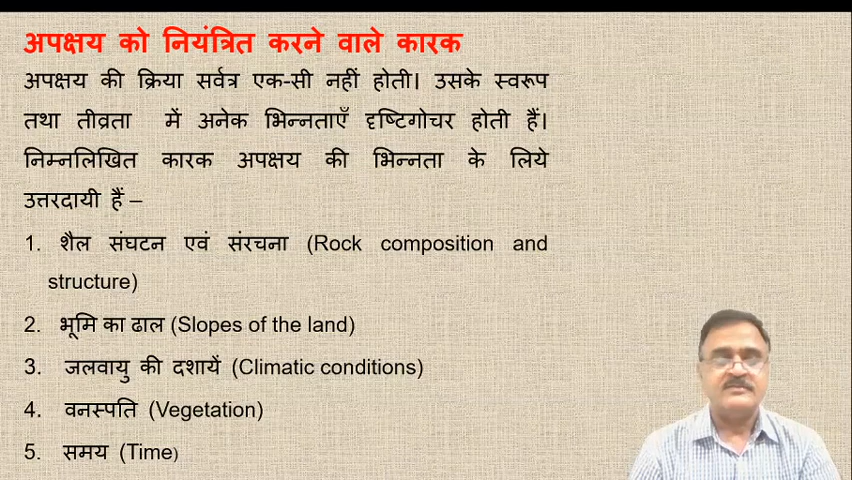 अपक्षय को नियंत्रित करने वाले कारक
अपक्षय की क्रिया सर्वत्र एक-सी नहीं होती। उसके स्वरूप
तथा तीव्रता में अनेक भिन्नताएँ दृष्टिगोचर होती हैं।
निम्नलिखित कारक अपक्षय की भिन्नता के लिये
उत्तरदायी हैं –
1. शैल संघटन एवं संरचना (Rock composition and
structure)
2. भूमि का ढाल (Slopes of the land)
3. जलवायु की दशायें (Climatic conditions)
4. वनस्पति (Vegetation)
5. समय (Time)